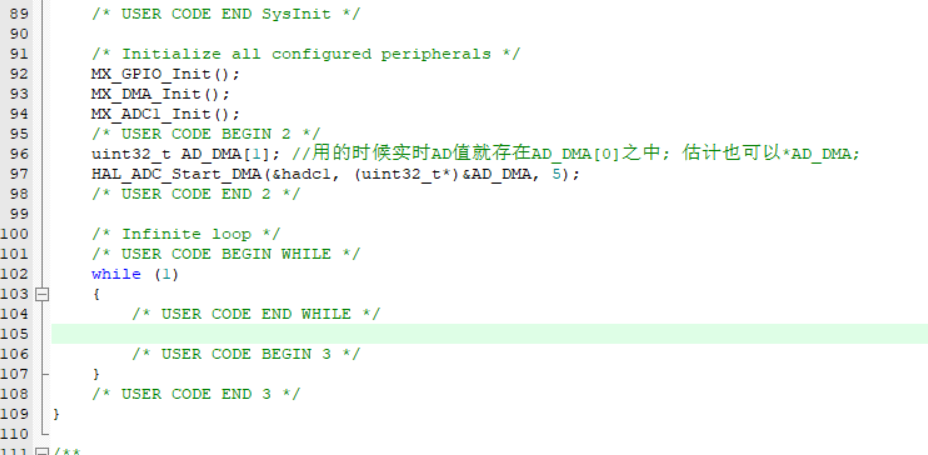 89 /* USER CODE END SysInit */
90
91 /* Initialize all configured peripherals */
92 MX_GPIO_Init();
93 MX_DMA_Init();
94 MX_ADC1_Init();
95 /* USER CODE BEGIN 2 */
96 uint32_t AD_DMA[1]; //用的时候实时AD值就存在AD_DMA[0]之中; 估计也可以*AD_DMA;
97 HAL_ADC_Start_DMA(&hadc1, (uint32_t*)&AD_DMA, 5);
98 /* USER CODE END 2 */
99
100 /* Infinite loop */
101 /* USER CODE BEGIN WHILE */
102 while (1)
103 {
104 /* USER CODE END WHILE */
105
106 /* USER CODE BEGIN 3 */
107 }
108 /* USER CODE END 3 */
109 }
110
111 /**